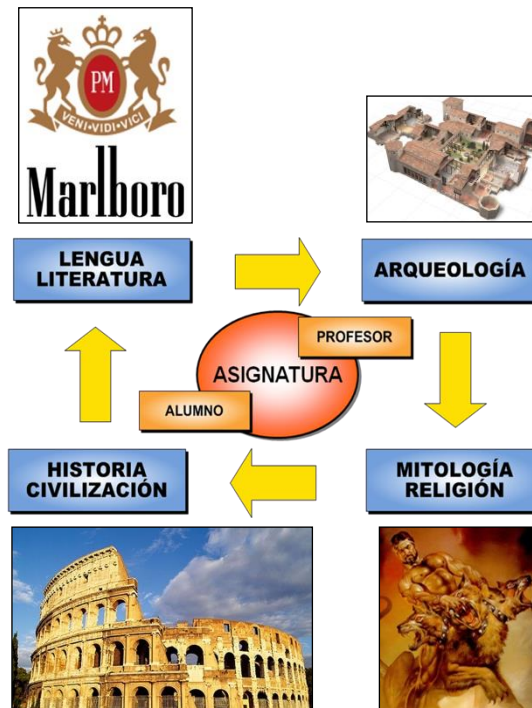 PM
VENI·VIDI·VICI
Marlboro
LENGUA
LITERATURA
ARQUEOLOGÍA
PROFESOR
ASIGNATURA
ALUMNO
HISTORIA
CIVILIZACIÓN
MITOLOGÍA
RELIGIÓN